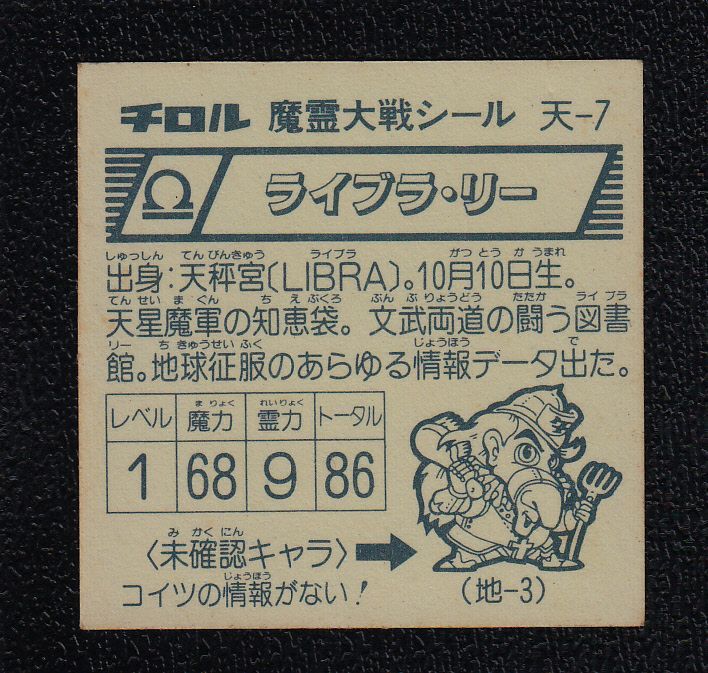 チロル 魔霊大戦シール 天-7
♎ ライブラ・リー
しゅっしん てんびんきゅう ライブラ がつ とう か うまれ
出身:天秤宮(LIBRA)。10月10日生。
てんせい ま ぐん ち え ぶくろ ぶん ぶ りょうどう たたか ライ ブラ
天星魔軍の知恵袋。文武両道の闘う図書
リー ち きゅうせい ふく じょうほう で
館。地球征服のあらゆる情報データ出た。
まりょく れいりょく
レベル 魔力 霊力 トータル
1 68 9 86
み かく にん
〈未確認キャラ〉
じょうほう
コイツの情報がない!
(地-3)